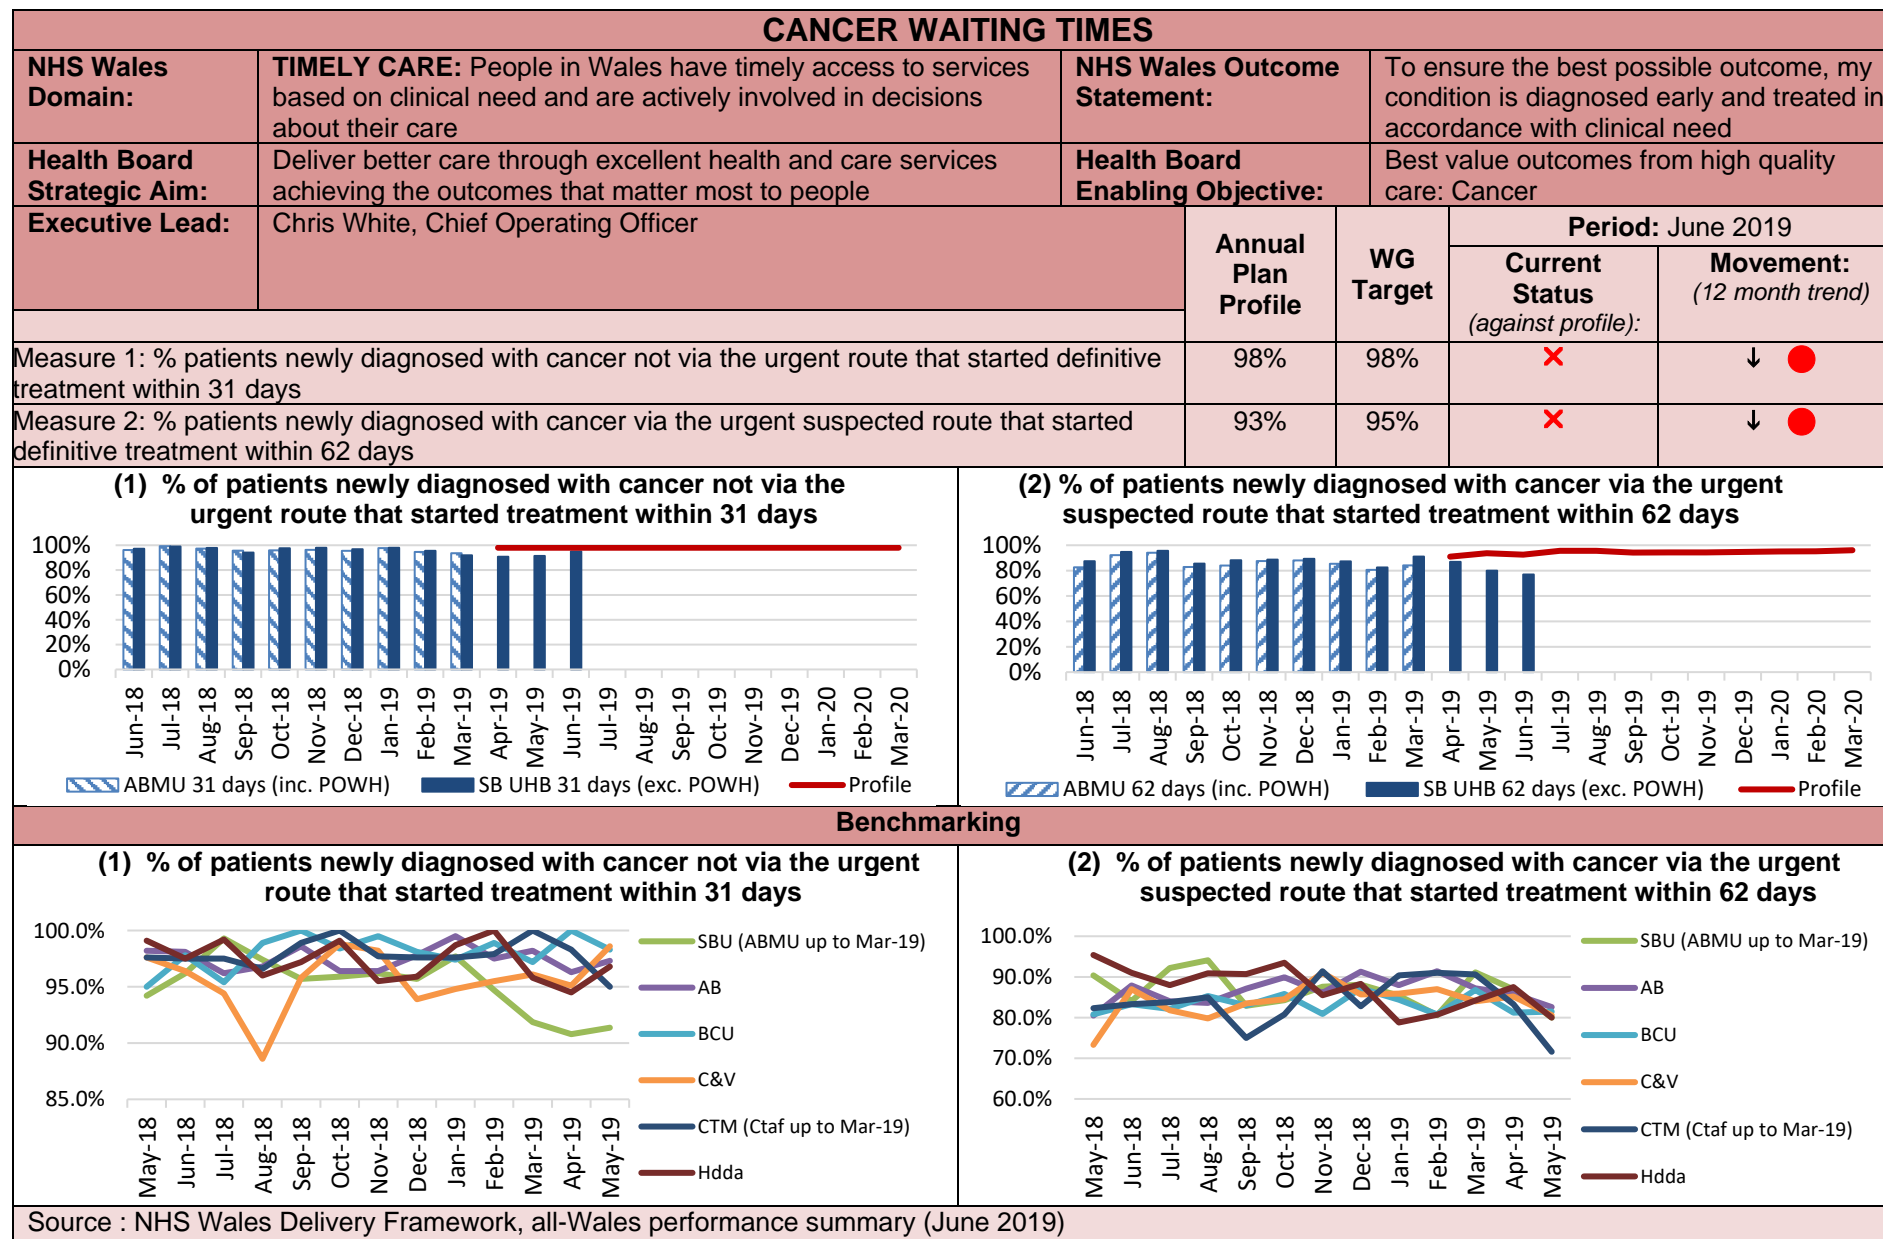 CANCER WAITING TIMES
NHS Wales
Domain:
TIMELY CARE: People in Wales have timely access to services
based on clinical need and are actively involved in decisions
about their care
NHS Wales Outcome
Statement:
To ensure the best possible outcome, my
condition is diagnosed early and treated in
accordance with clinical need
Health Board
Strategic Aim:
Deliver better care through excellent health and care services
achieving the outcomes that matter most to people
Health Board
Enabling Objective:
Best value outcomes from high quality
care: Cancer
Executive Lead:
Chris White, Chief Operating Officer
Annual
Plan
Profile
WG
Target
Period: June 2019
Current
Status
(against profile):
Movement:
(12 month trend)
Measure 1: % patients newly diagnosed with cancer not via the urgent route that started definitive
treatment within 31 days
98%
98%
Measure 2: % patients newly diagnosed with cancer via the urgent suspected route that started
definitive treatment within 62 days
93%
95%
(1) % of patients newly diagnosed with cancer not via the
urgent route that started treatment within 31 days
100%
80%
60%
40%
20%
0%
Jun-18
Jul-18
Aug-18
Sep-18
Oct-18
Nov-18
Dec-18
Jan-19
Feb-19
Mar-19
Apr-19
May-19
Jun-19
Jul-19
Aug-19
Sep-19
Oct-19
Nov-19
Dec-19
Jan-20
Feb-20
Mar-20
ABMU 31 days (inc. POWH)
SB UHB 31 days (exc. POWH)
Profile
(2) % of patients newly diagnosed with cancer via the urgent
suspected route that started treatment within 62 days
100%
80%
60%
40%
20%
0%
Jun-18
Jul-18
Aug-18
Sep-18
Oct-18
Nov-18
Dec-18
Jan-19
Feb-19
Mar-19
Apr-19
May-19
Jun-19
Jul-19
Aug-19
Sep-19
Oct-19
Nov-19
Dec-19
Jan-20
Feb-20
Mar-20
ABMU 62 days (inc. POWH)
SB UHB 62 days (exc. POWH)
Profile
Benchmarking
(1) % of patients newly diagnosed with cancer not via the urgent
route that started treatment within 31 days
100.0%
95.0%
90.0%
85.0%
May-18
Jun-18
Jul-18
Aug-18
Sep-18
Oct-18
Nov-18
Dec-18
Jan-19
Feb-19
Mar-19
Apr-19
May-19
SBU (ABMU up to Mar-19)
AB
BCU
C&V
CTM (Ctaf up to Mar-19)
Hdda
(2) % of patients newly diagnosed with cancer via the urgent
suspected route that started treatment within 62 days
100.0%
90.0%
80.0%
70.0%
60.0%
May-18
Jun-18
Jul-18
Aug-18
Sep-18
Oct-18
Nov-18
Dec-18
Jan-19
Feb-19
Mar-19
Apr-19
May-19
SBU (ABMU up to Mar-19)
AB
BCU
C&V
CTM (Ctaf up to Mar-19)
Hdda
Source : NHS Wales Delivery Framework, all-Wales performance summary (June 2019)